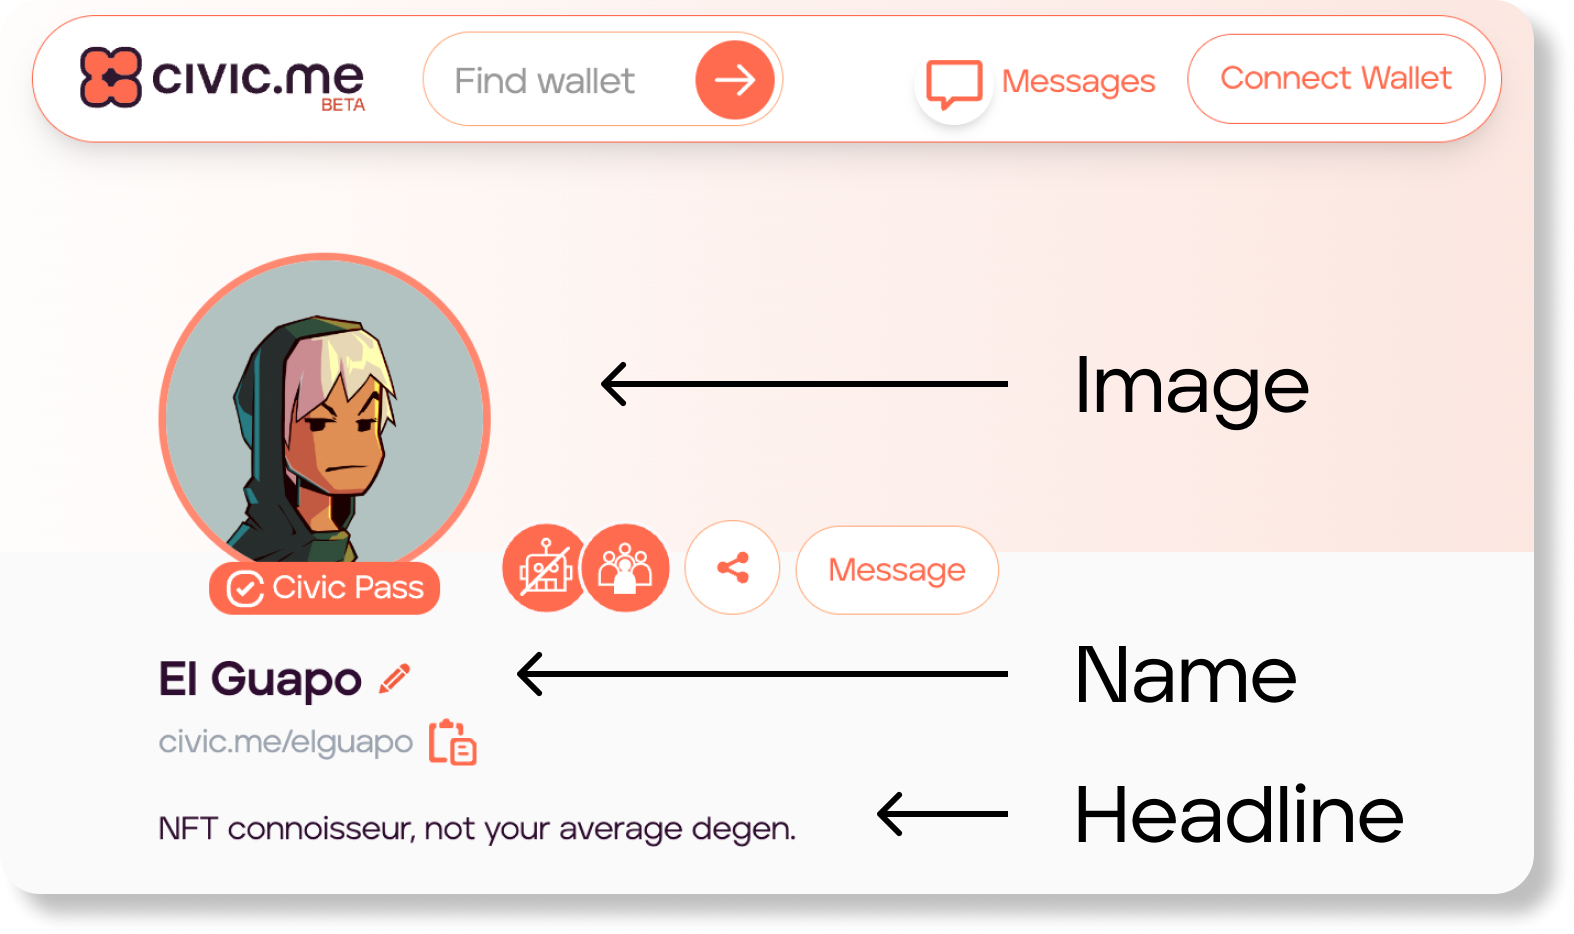 civic.me
BETA
Find wallet
Messages
Connect Wallet
Image
Civic Pass
Message
El Guapo
Name
civic.me/elguapo
NFT connoisseur, not your average degen.
Headline